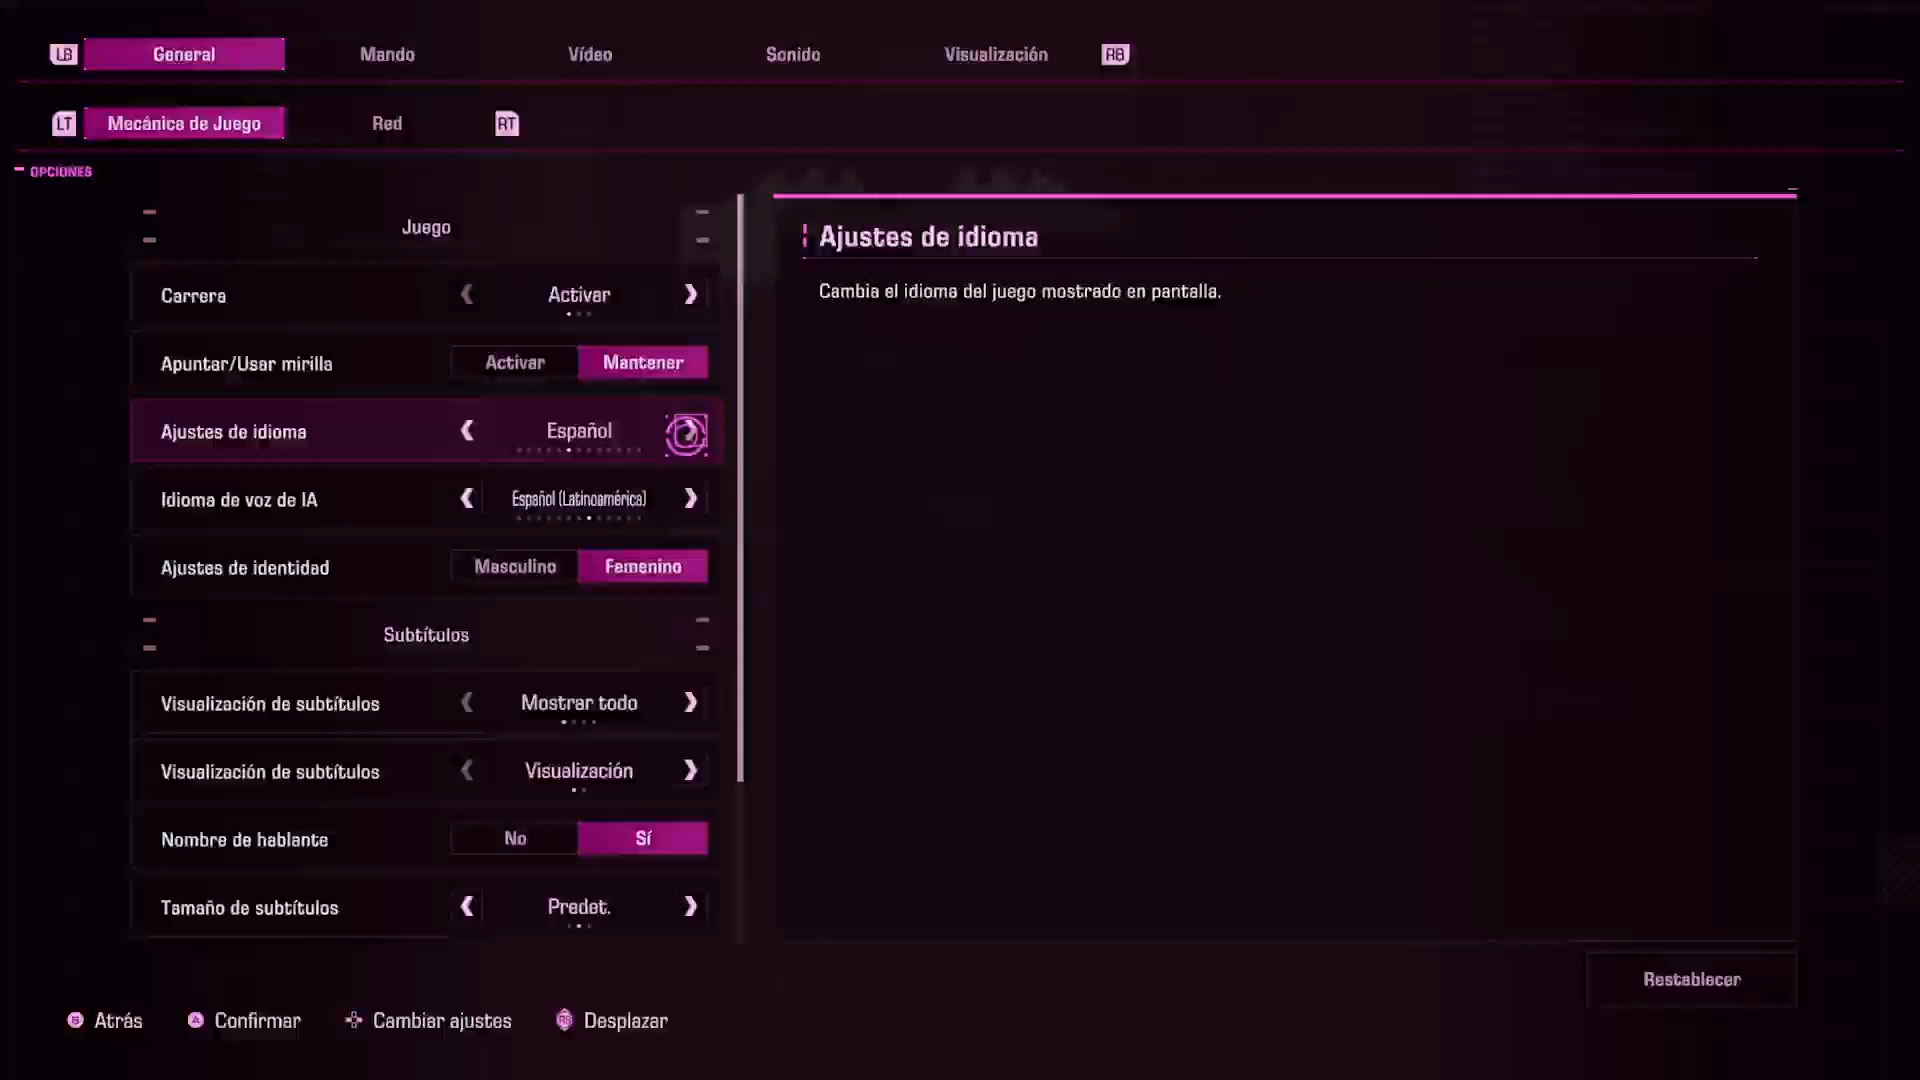 LB General Mando Vídeo Sonido Visualización RB
LT Mecánica de Juego Red RT
OPCIONES
Juego
Carrera Activar
Apuntar/Usar mirilla Activar Mantener
Ajustes de idioma Español
Idioma de voz de IA Español (Latinoamérica)
Ajustes de identidad Masculino Femenino
Subtítulos
Visualización de subtítulos Mostrar todo
Visualización de subtítulos Visualización
Nombre de hablante No Sí
Tamaño de subtítulos Predet.
Ajustes de idioma
Cambia el idioma del juego mostrado en pantalla.
Restablecer
B Atrás A Confirmar Cambiar ajustes RS Desplazar